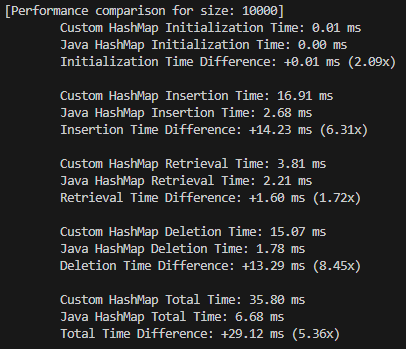 [Performance comparison for size: 10000]
Custom HashMap Initialization Time: 0.01 ms
Java HashMap Initialization Time: 0.00 ms
Initialization Time Difference: +0.01 ms (2.09x)
Custom HashMap Insertion Time: 16.91 ms
Java HashMap Insertion Time: 2.68 ms
Insertion Time Difference: +14.23 ms (6.31x)
Custom HashMap Retrieval Time: 3.81 ms
Java HashMap Retrieval Time: 2.21 ms
Retrieval Time Difference: +1.60 ms (1.72x)
Custom HashMap Deletion Time: 15.07 ms
Java HashMap Deletion Time: 1.78 ms
Deletion Time Difference: +13.29 ms (8.45x)
Custom HashMap Total Time: 35.80 ms
Java HashMap Total Time: 6.68 ms
Total Time Difference: +29.12 ms (5.36x)